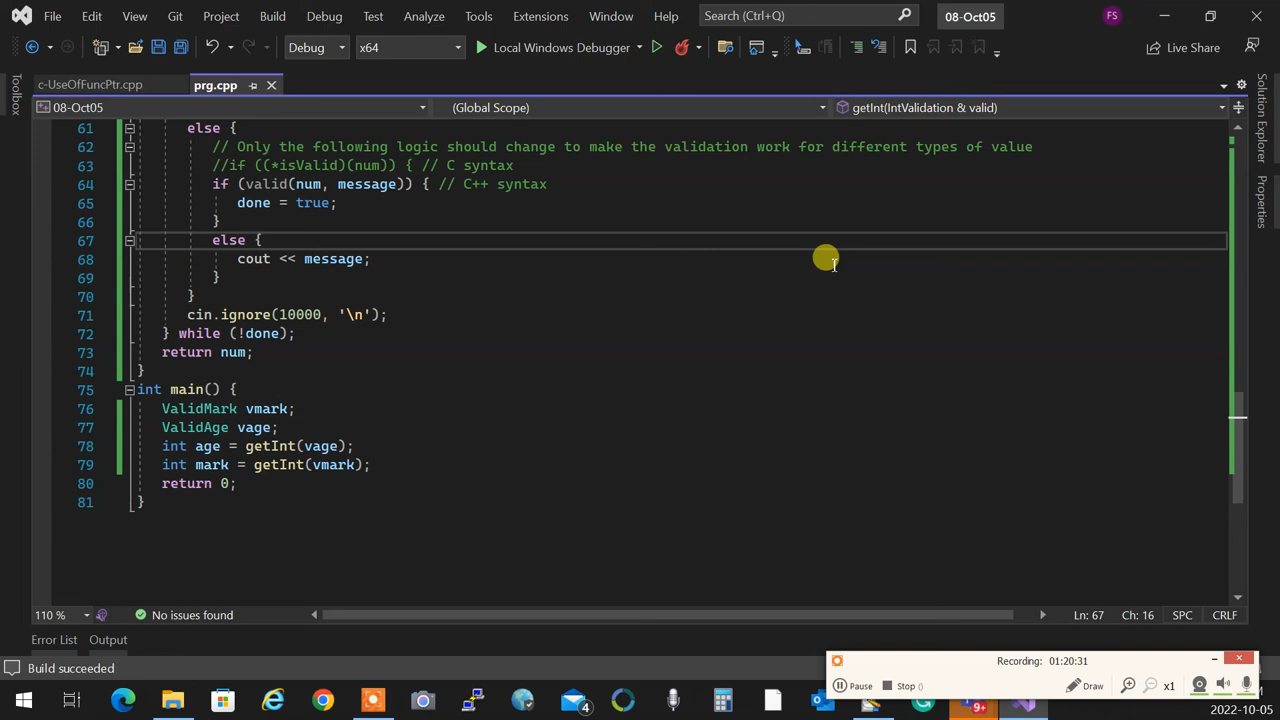 File Edit View Git Project Build Debug Test Analyze Tools Extensions Window Help Search (Ctrl+Q) 08-Oct05 FS
Debug x64 Local Windows Debugger Live Share
Toolbox
c-UseOfFuncPtr.cpp prg.cpp
08-Oct05 (Global Scope) getInt(IntValidation & valid)
61 else {
62 // Only the following logic should change to make the validation work for different types of value
63 //if ((*isValid)(num)) { // C syntax
64 if (valid(num, message)) { // C++ syntax
65 done = true;
66 }
67 else {
68 cout << message;
69 }
70 }
71 cin.ignore(10000, '\n');
72 } while (!done);
73 return num;
74 }
75 int main() {
76 ValidMark vmark;
77 ValidAge vage;
78 int age = getInt(vage);
79 int mark = getInt(vmark);
80 return 0;
81 }
Solution Explorer
Properties
110 % No issues found Ln: 67 Ch: 16 SPC CRLF
Error List Output
Build succeeded
Recording: 01:20:31
Pause Stop () Draw x1
4
9+
2022-10-05